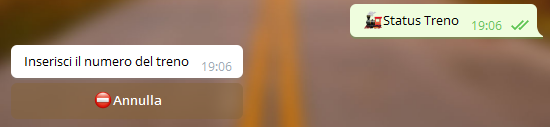 🚂Status Treno 19:06
Inserisci il numero del treno 19:06
⛔Annulla